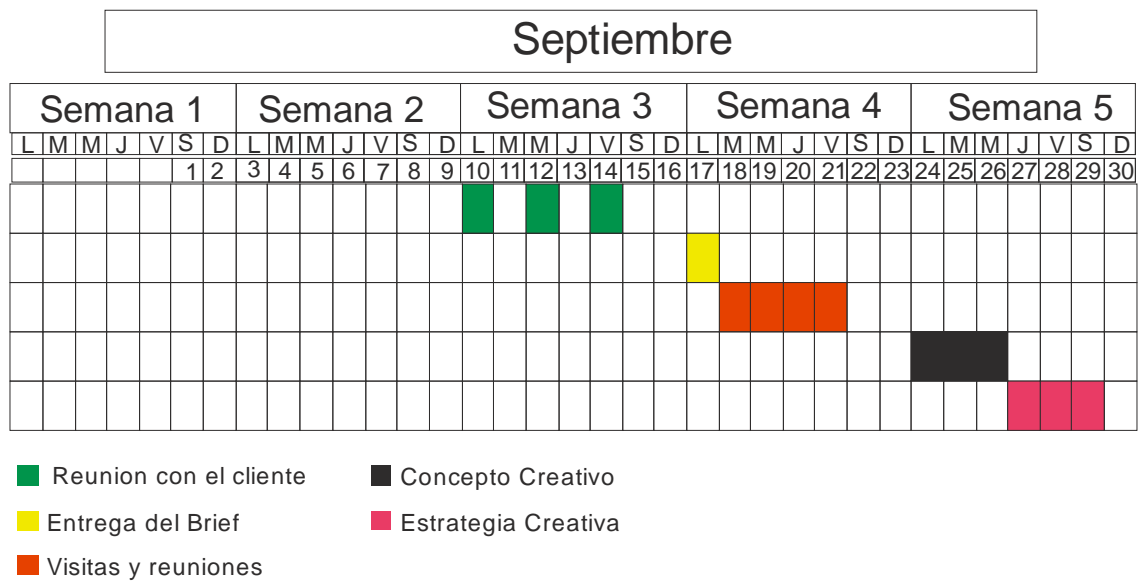 Septiembre
Semana 1 Semana 2 Semana 3 Semana 4 Semana 5
L M M J V S D L M M J V S D L M M J V S D L M M J V S D L M M J V S D
1 2 3 4 5 6 7 8 9 10 11 12 13 14 15 16 17 18 19 20 21 22 23 24 25 26 27 28 29 30
Reunion con el cliente Concepto Creativo
Entrega del Brief Estrategia Creativa
Visitas y reuniones